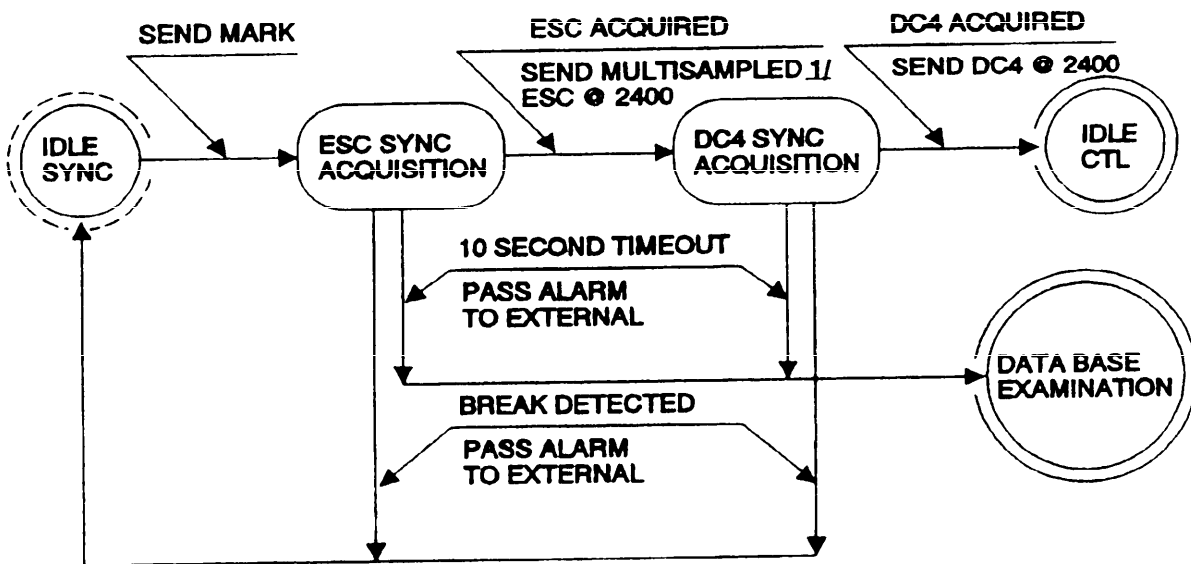 SEND MARK
ESC ACQUIRED
SEND MULTISAMPLED 1/
ESC @ 2400
DC4 ACQUIRED
SEND DC4 @ 2400
IDLE
SYNC
ESC SYNC
ACQUISITION
DC4 SYNC
ACQUISITION
IDLE
CTL
10 SECOND TIMEOUT
PASS ALARM
TO EXTERNAL
DATA BASE
EXAMINATION
BREAK DETECTED
PASS ALARM
TO EXTERNAL